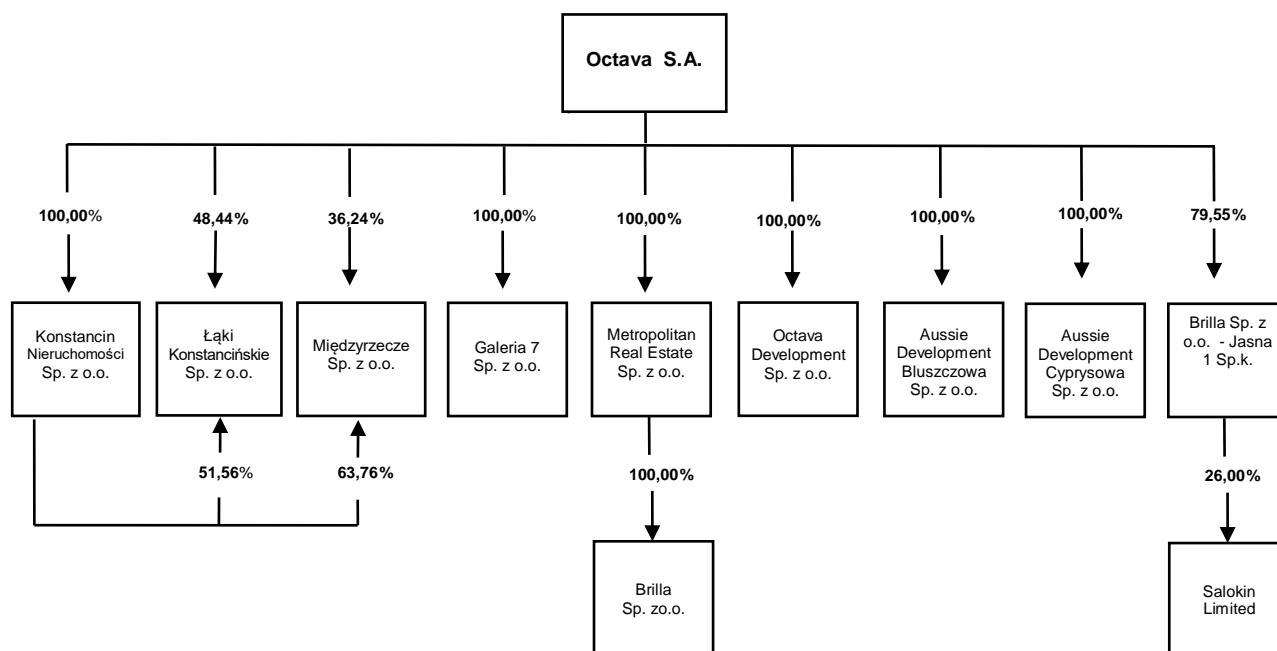 Octava S.A.
100,00%
48,44%
36,24%
100,00%
100,00%
100,00%
100,00%
100,00%
79,55%
Konstancin
Nieruchomości
Sp. z o.o.
Łąki
Konstancińskie
Sp. z o.o.
Międzyrzecze
Sp. z o.o.
Galeria 7
Sp. z o.o.
Metropolitan
Real Estate
Sp. z o.o.
Octava
Development
Sp. z o.o.
Aussie
Development
Bluszczowa
Sp. z o.o.
Aussie
Development
Cyprysowa
Sp. z o.o.
Brilla Sp. z
o.o. - Jasna
1 Sp.k.
51,56%
63,76%
100,00%
26,00%
Brilla
Sp. zo.o.
Salokin
Limited